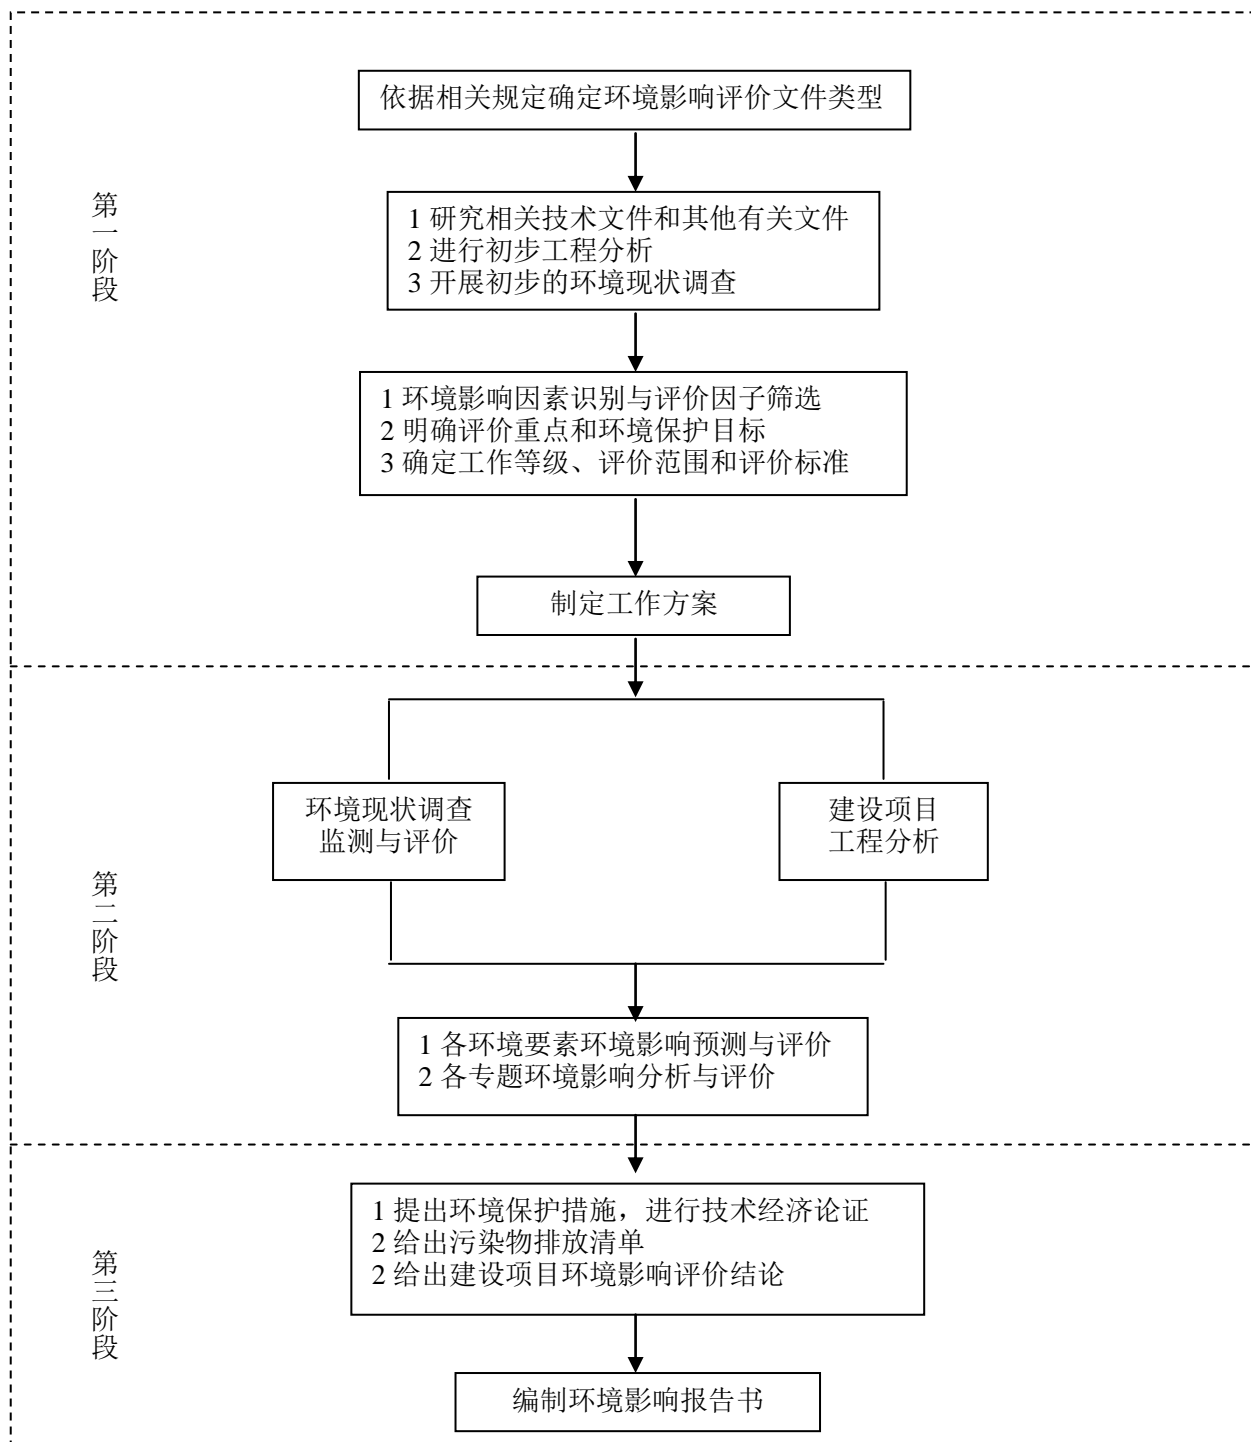 依据相关规定确定环境影响评价文件类型
第一阶段
1 研究相关技术文件和其他有关文件
2 进行初步工程分析
3 开展初步的环境现状调查
1 环境影响因素识别与评价因子筛选
2 明确评价重点和环境保护目标
3 确定工作等级、评价范围和评价标准
制定工作方案
第二阶段
环境现状调查
监测与评价
建设项目
工程分析
1 各环境要素环境影响预测与评价
2 各专题环境影响分析与评价
第三阶段
1 提出环境保护措施，进行技术经济论证
2 给出污染物排放清单
2 给出建设项目环境影响评价结论
编制环境影响报告书